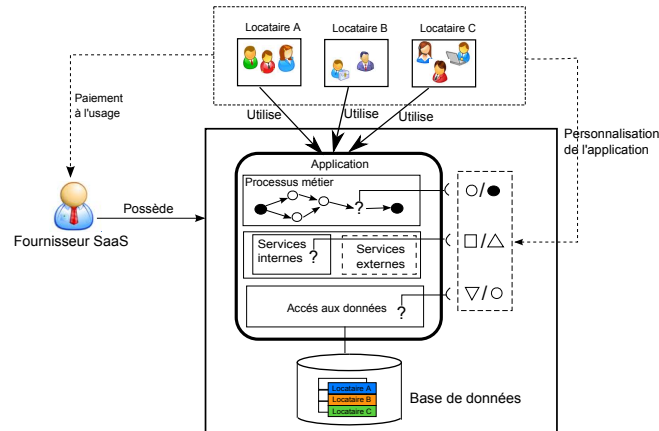 Locataire A
Locataire B
Locataire C
Paiement
à l'usage
Utilise
Utilise
Utilise
Personnalisation
de l'application
Application
Processus métier
?
Possède
Fournisseur SaaS
Services
internes ?
Services
externes
Accés aux données
?
/
/
/
Locataire A
Locataire B
Locataire C
Base de données